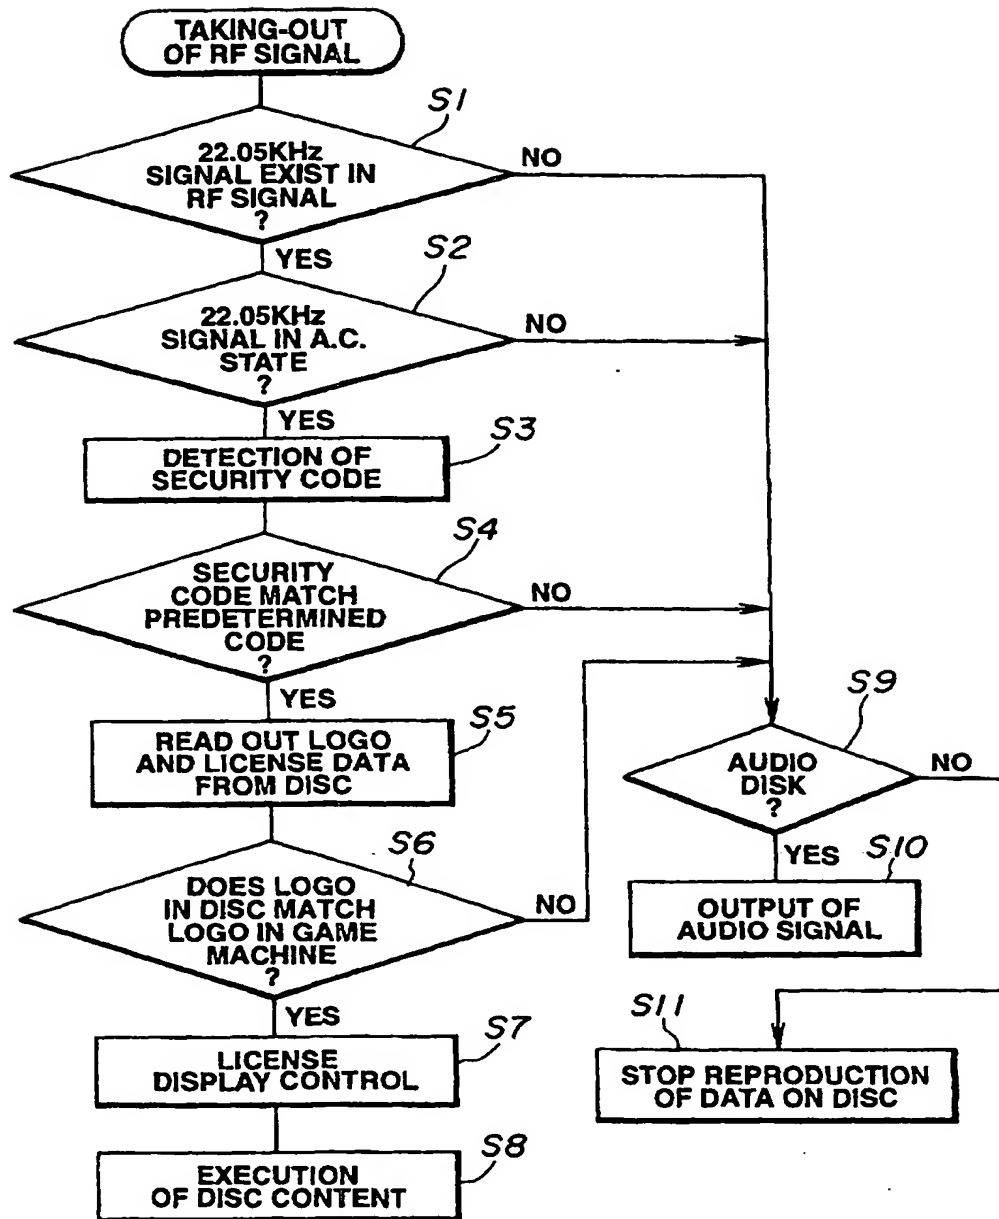 TAKING-OUT
OF RF SIGNAL
S1
22.05KHz
SIGNAL EXIST IN
RF SIGNAL
?
NO
YES
S2
22.05KHz
SIGNAL IN A.C.
STATE
?
NO
YES
S3
DETECTION OF
SECURITY CODE
S4
SECURITY
CODE MATCH
PREDETERMINED
CODE
?
NO
YES
S5
READ OUT LOGO
AND LICENSE DATA
FROM DISC
S6
DOES LOGO
IN DISC MATCH
LOGO IN GAME
MACHINE
?
NO
YES
S7
LICENSE
DISPLAY CONTROL
S8
EXECUTION
OF DISC CONTENT
S9
AUDIO
DISK
?
NO
YES
S10
OUTPUT OF
AUDIO SIGNAL
S11
STOP REPRODUCTION
OF DATA ON DISC